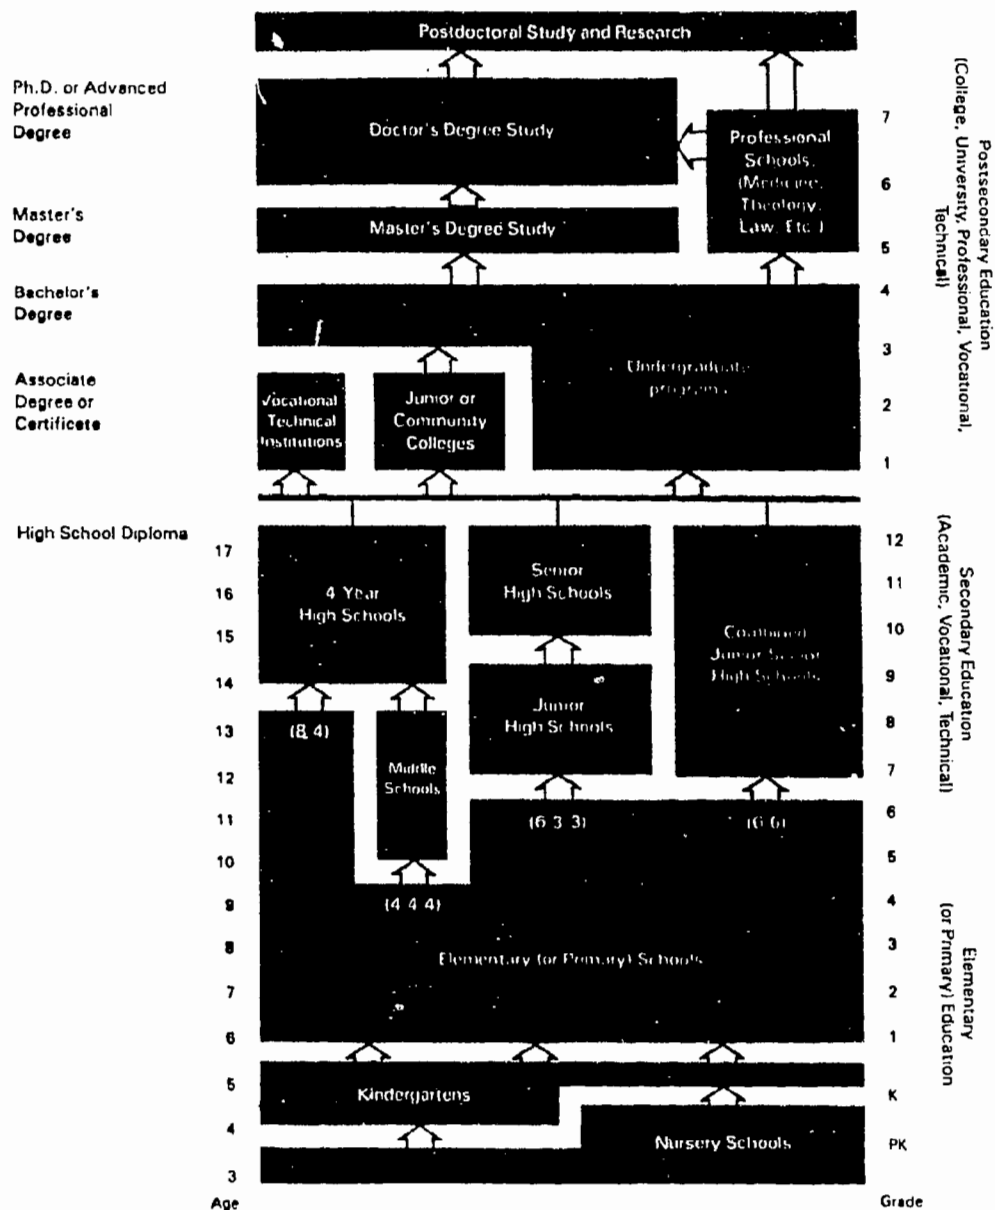 Postdoctoral Study and Research
Ph.D. or Advanced
Professional
Degree
Doctor's Degree Study
Professional
Schools,
(Medicine,
Theology,
Law, Etc.)
7
6
5
Master's
Degree
Master's Degree Study
Bachelor's
Degree
4
3
2
1
Undergraduate
programs
Associate
Degree or
Certificate
Vocational
Technical
Institutions
Junior or
Community
Colleges
Postsecondary Education
(College, University, Professional, Vocational,
Technical)
High School Diploma
17
16
15
14
13
12
11
10
9
8
7
6
5
4
3
Age
4 Year
High Schools
Senior
High Schools
Combined
Junior Senior
High Schools
Junior
High Schools
(8 4)
Middle
Schools
(6 3 3)
(6 6)
(4 4 4)
Elementary (or Primary) Schools
Kindergartens
Nursery Schools
12
11
10
9
8
7
6
5
4
3
2
1
K
PK
Grade
Secondary Education
(Academic, Vocational, Technical)
Elementary
(or Primary) Education